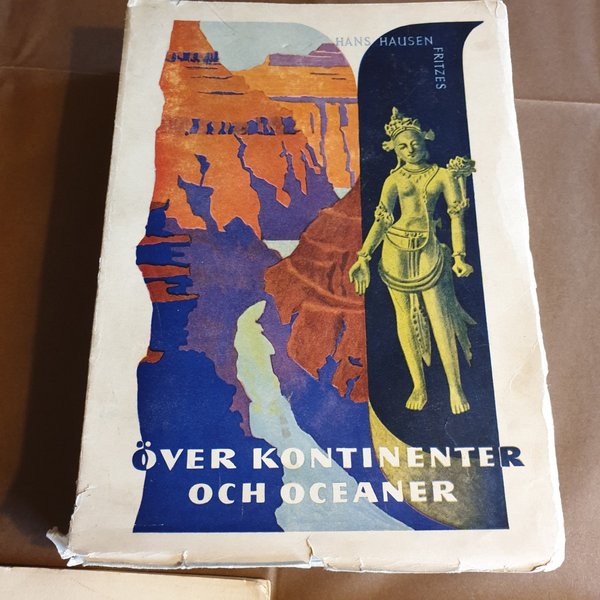 HANS HAUSEN
FRITZES
ÖVER KONTINENTER
OCH OCEANER